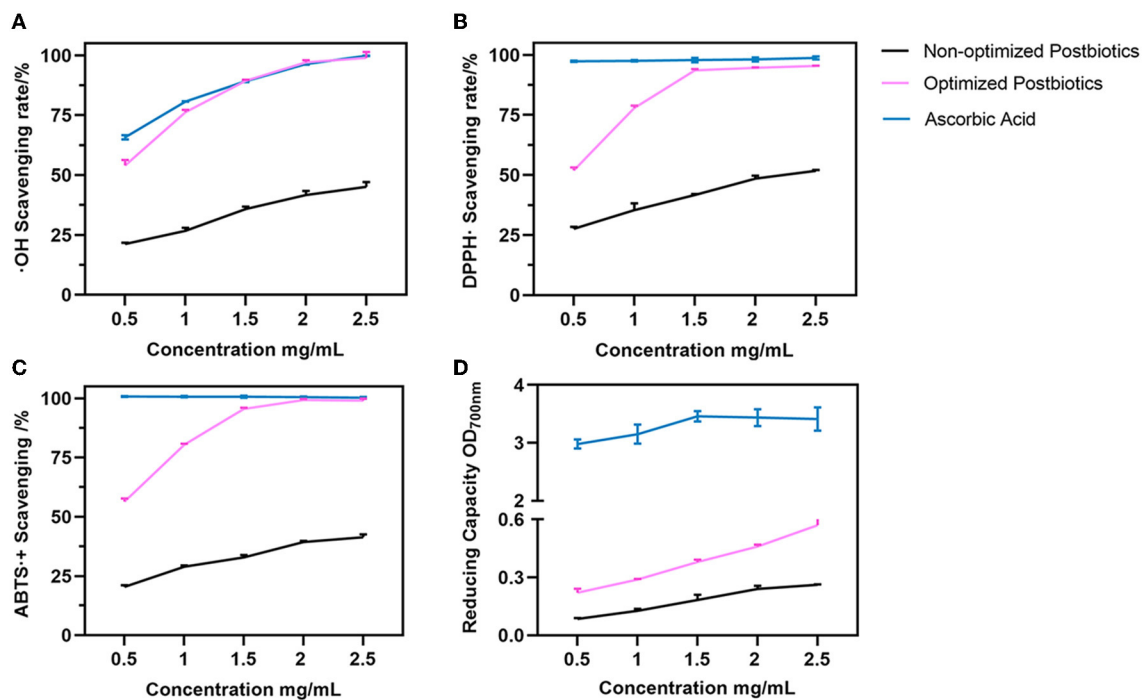 A
·OH Scavenging rate/%
100
75
50
25
0
0.5 1 1.5 2 2.5
Concentration mg/mL
B
DPPH· Scavenging rate/%
100
75
50
25
0
0.5 1 1.5 2 2.5
Concentration mg/mL
Non-optimized Postbiotics
Optimized Postbiotics
Ascorbic Acid
C
ABTS·+ Scavenging /%
100
75
50
25
0
0.5 1 1.5 2 2.5
Concentration mg/mL
D
Reducing Capacity OD700nm
4
3
2
0.6
0.3
0.0
0.5 1 1.5 2 2.5
Concentration mg/mL